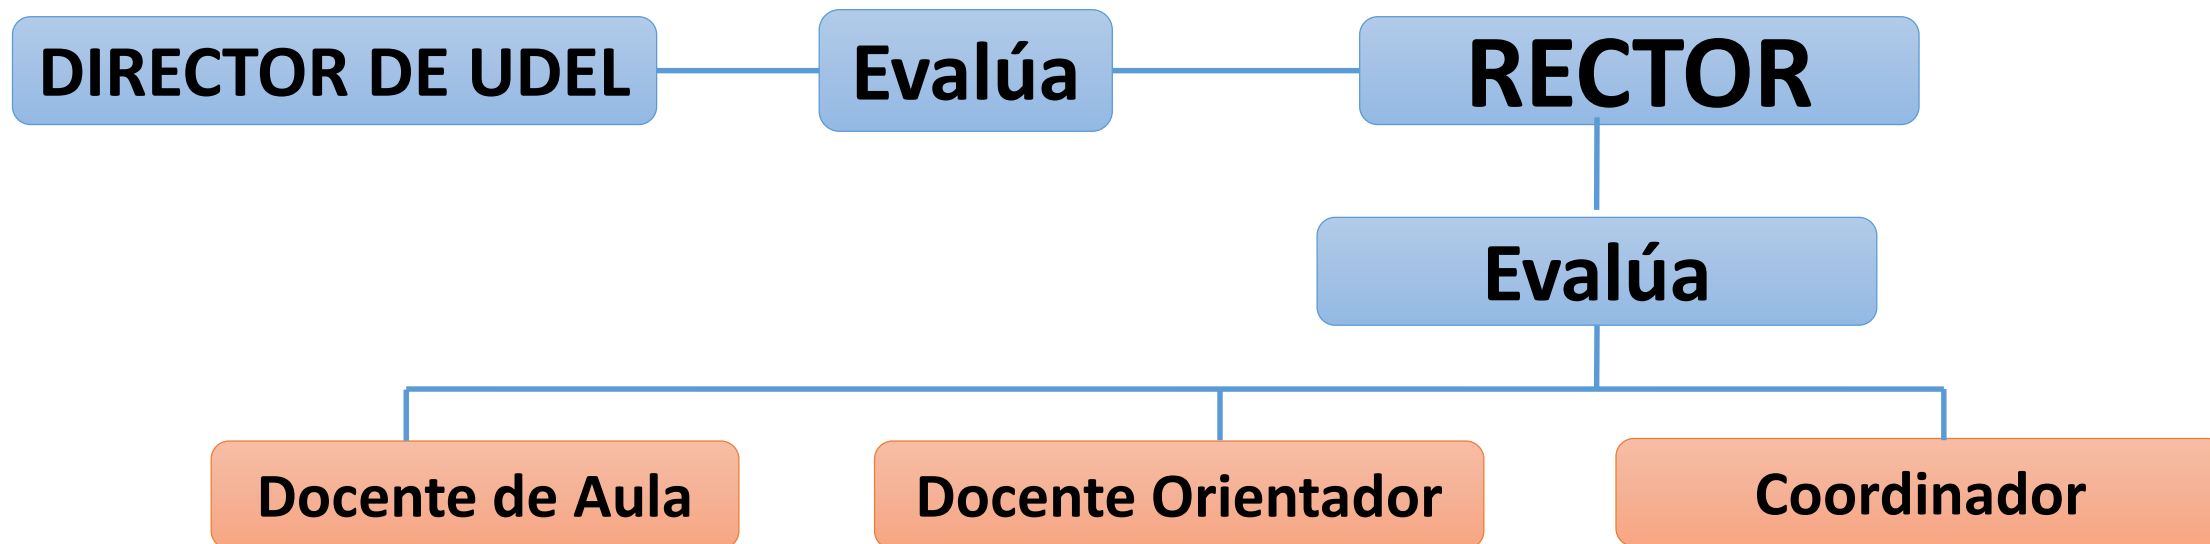 DIRECTOR DE UDEL
Evalúa
RECTOR
Evalúa
Docente de Aula
Docente Orientador
Coordinador